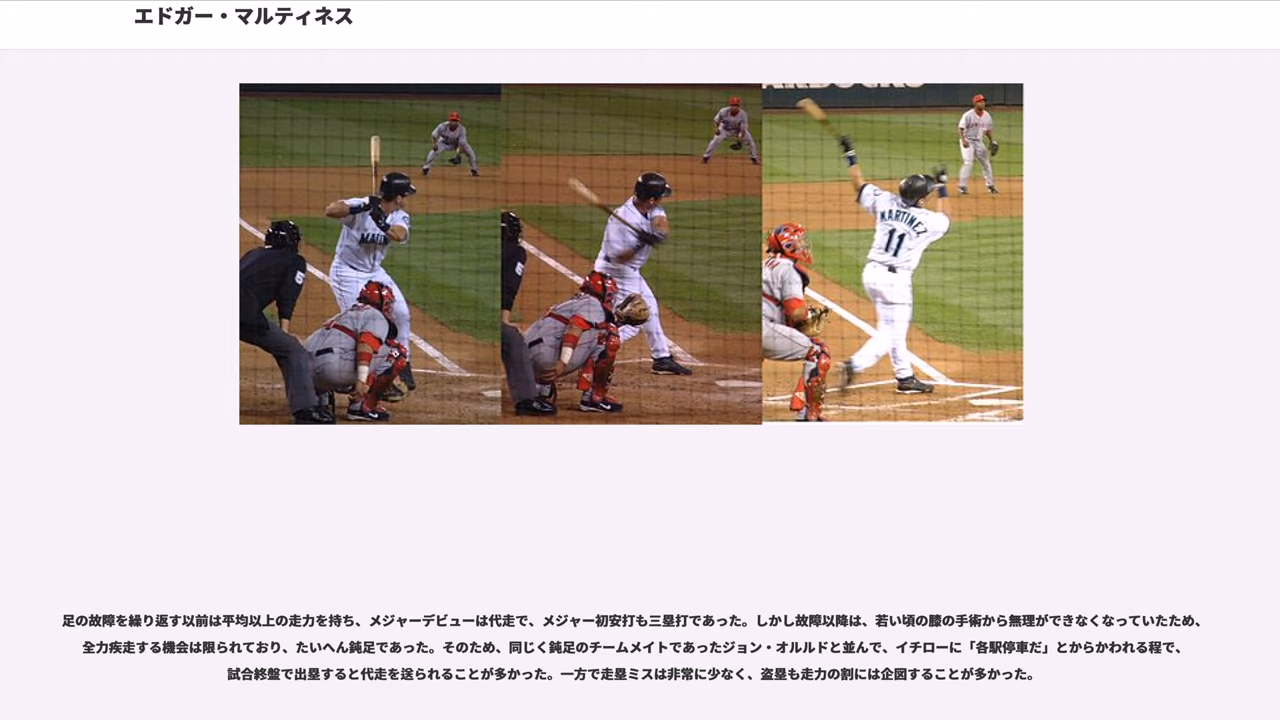 エドガー・マルティネス
MARTINEZ
11
足の故障を繰り返す以前は平均以上の走力を持ち、メジャーデビューは代走で、メジャー初安打も三塁打であった。しかし故障以降は、若い頃の膝の手術から無理ができなくなっていたため、
全力疾走する機会は限られており、たいへん鈍足であった。そのため、同じく鈍足のチームメイトであったジョン・オルルドと並んで、イチローに「各駅停車だ」とからかわれる程で、
試合終盤で出塁すると代走を送られることが多かった。一方で走塁ミスは非常に少なく、盗塁も走力の割には企図することが多かった。